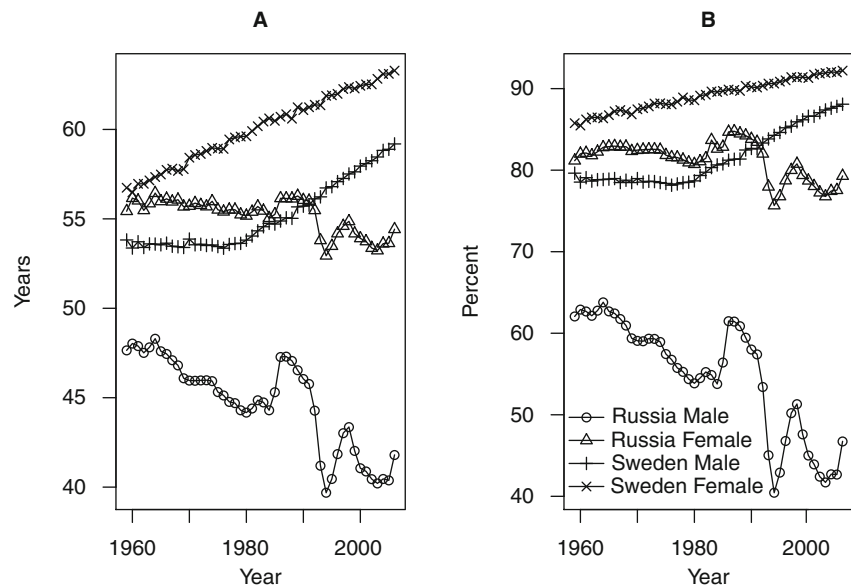 A
Years
60
55
50
45
40
1960
1980
2000
Year
B
Percent
90
80
70
60
50
40
Russia Male
Russia Female
Sweden Male
Sweden Female
1960
1980
2000
Year